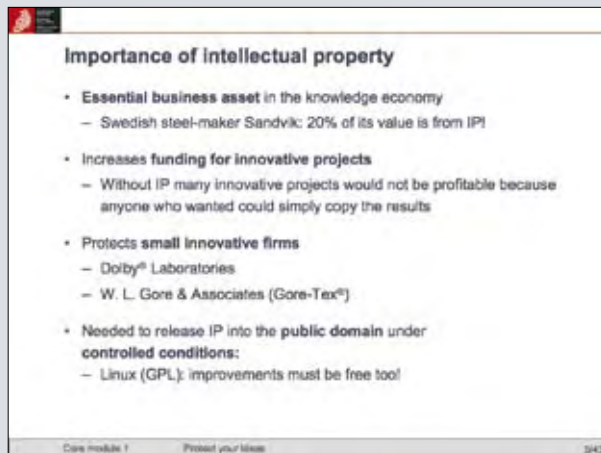 Importance of intellectual property
• Essential business asset in the knowledge economy
– Swedish steel-maker Sandvik: 20% of its value is from IP!
• Increases funding for innovative projects
– Without IP many innovative projects would not be profitable because
anyone who wanted could simply copy the results
• Protects small innovative firms
– Dolby® Laboratories
– W. L. Gore & Associates (Gore-Tex®)
• Needed to release IP into the public domain under
controlled conditions:
– Linux (GPL): improvements must be free too!
Core module 1 Protect your ideas